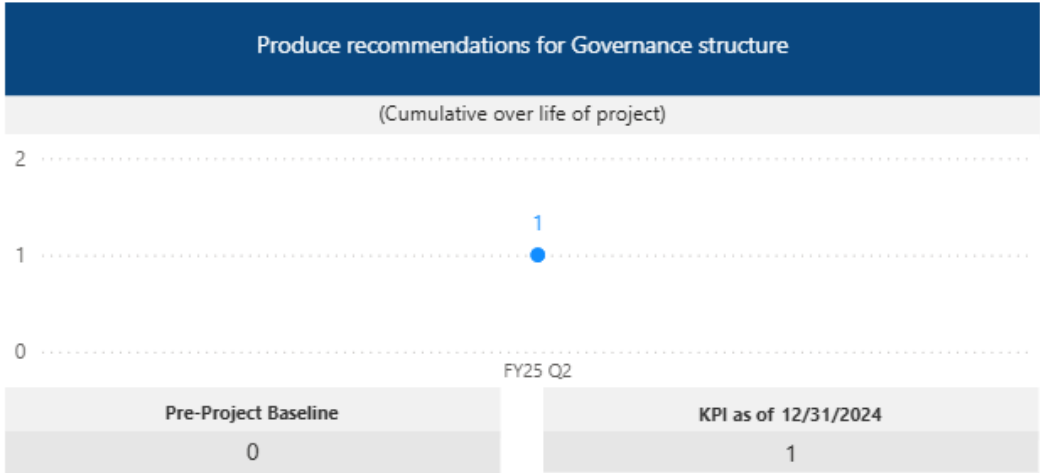 Produce recommendations for Governance structure
(Cumulative over life of project)
2
1
1
0
FY25 Q2
Pre-Project Baseline
KPI as of 12/31/2024
0
1